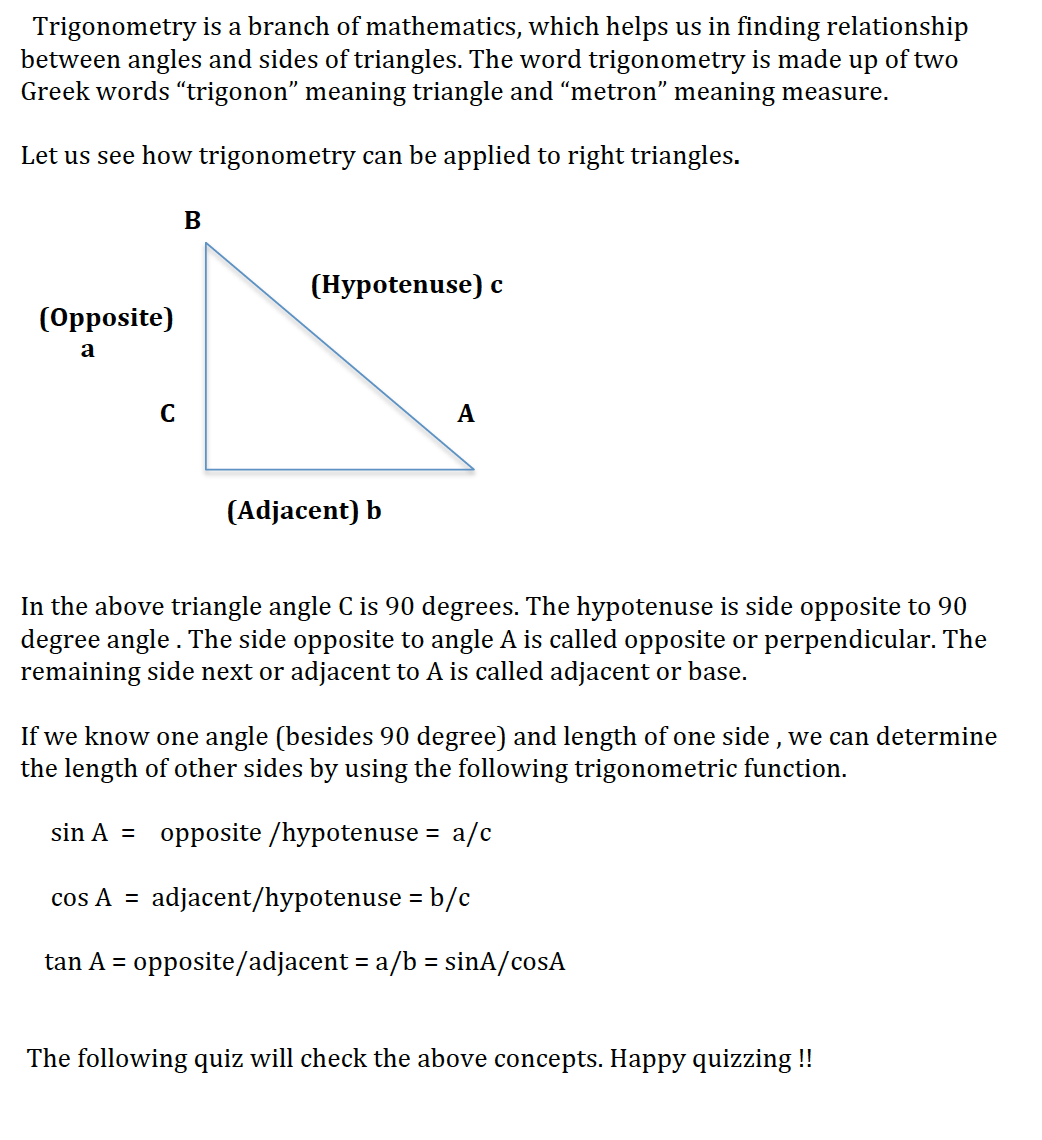 Trigonometry is a branch of mathematics, which helps us in finding relationship
between angles and sides of triangles. The word trigonometry is made up of two
Greek words “trigonon” meaning triangle and “metron” meaning measure.
Let us see how trigonometry can be applied to right triangles.
B
(Hypotenuse) c
(Opposite)
a
C
A
(Adjacent) b
In the above triangle angle C is 90 degrees. The hypotenuse is side opposite to 90
degree angle . The side opposite to angle A is called opposite or perpendicular. The
remaining side next or adjacent to A is called adjacent or base.
If we know one angle (besides 90 degree) and length of one side , we can determine
the length of other sides by using the following trigonometric function.
sin A = opposite /hypotenuse = a/c
cos A = adjacent/hypotenuse = b/c
tan A = opposite/adjacent = a/b = sinA/cosA
The following quiz will check the above concepts. Happy quizzing !!